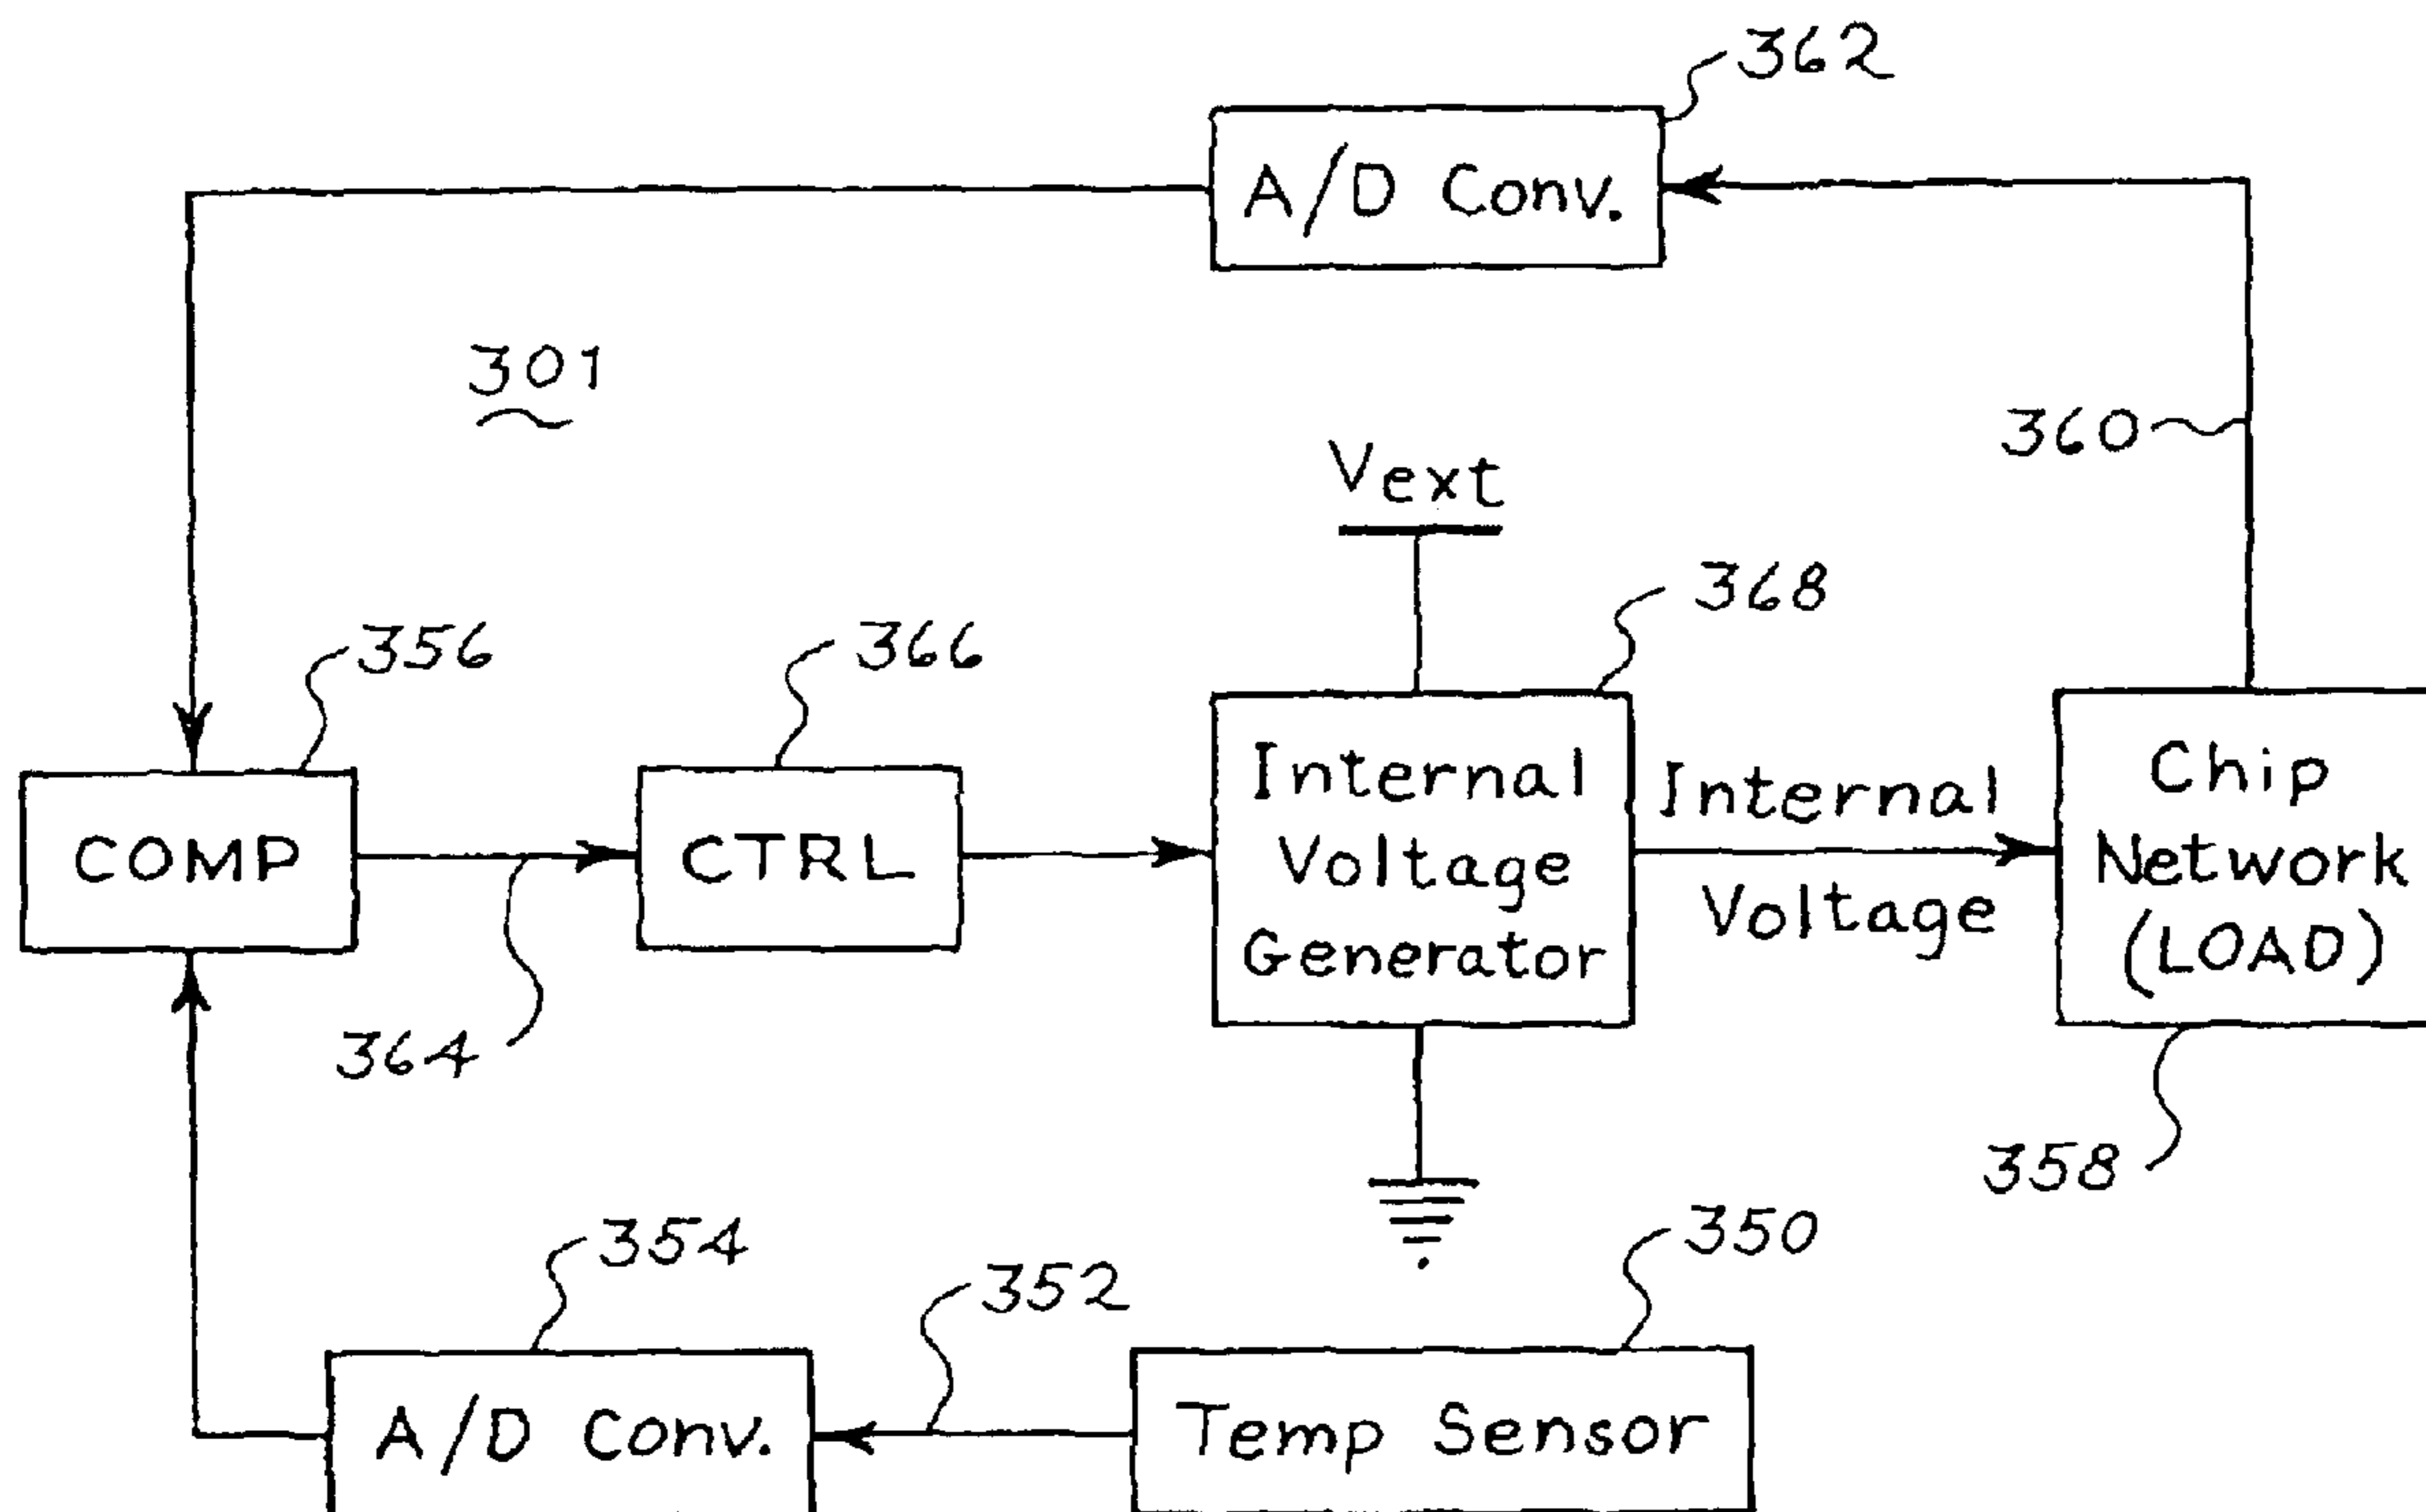 362
A/D Conv.
301
360
Vext
368
356
366
COMP
CTRL
Internal
Voltage
Generator
Internal
Voltage
Chip
Network
(LOAD)
364
358
354
352
350
A/D Conv.
Temp Sensor